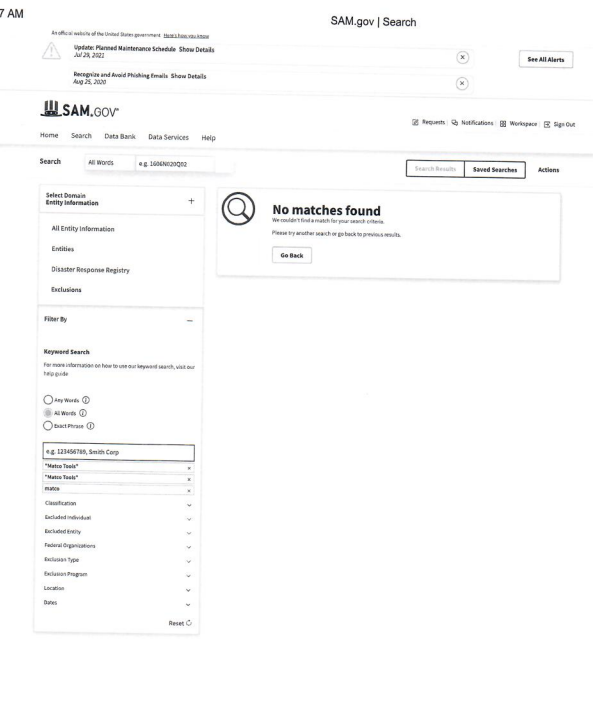 7 AM
SAM.gov | Search
An official website of the United States government Here's how you know
Update: Planned Maintenance Schedule Show Details
Jul 29, 2021
See All Alerts
Recognize and Avoid Phishing Emails Show Details
Aug 25, 2020
SAM.GOV®
Requests Notifications Workspace Sign Out
Home Search Data Bank Data Services Help
Search All Words e.g. 1606N020Q02 Search Results Saved Searches Actions
Select Domain
Entity Information +
All Entity Information
Entities
Disaster Response Registry
Exclusions
No matches found
We couldn't find a match for your search criteria.
Please try another search or go back to previous results.
Go Back
Filter By −
Keyword Search
For more information on how to use our keyword search, visit our
help guide
Any Words
All Words
Exact Phrase
e.g. 123456789, Smith Corp
"Matco Tools" ×
"Matco Tools" ×
matco ×
Classification
Excluded Individual
Excluded Entity
Federal Organizations
Exclusion Type
Exclusion Program
Location
Dates
Reset